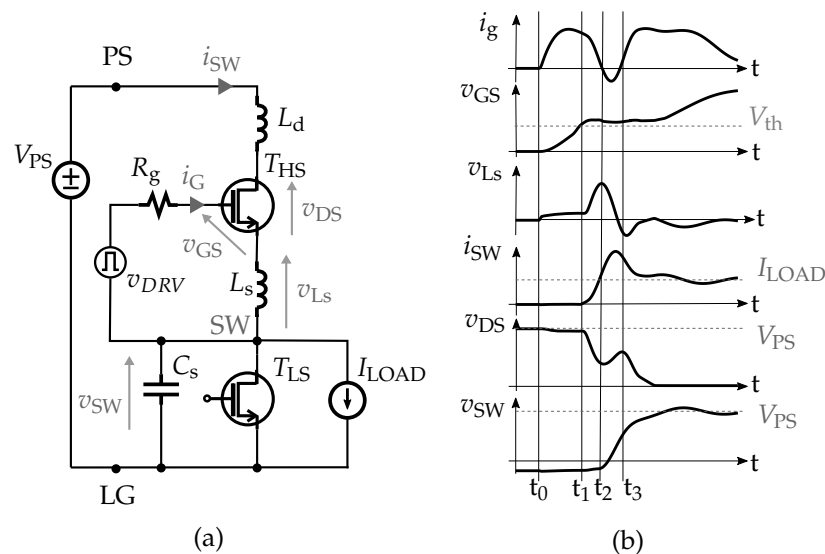 PS
i_SW
L_d
V_PS
R_g
i_G
T_HS
v_DS
v_GS
v_DRV
L_s
v_Ls
SW
C_s
T_LS
I_LOAD
v_SW
LG
(a)
i_g
t
v_GS
V_th
t
v_Ls
t
i_SW
I_LOAD
t
v_DS
V_PS
t
v_SW
V_PS
t
t_0 t_1 t_2 t_3
(b)